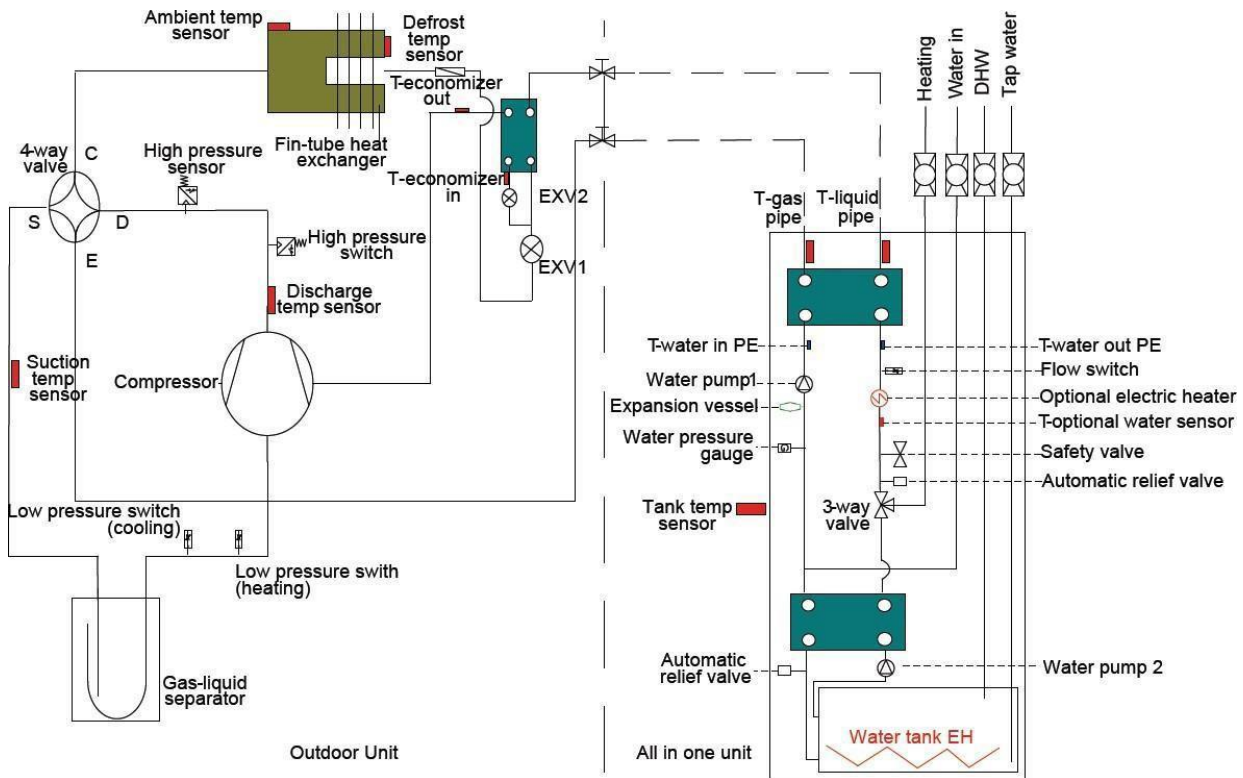 Ambient temp
sensor
Defrost temp
sensor
T-economizer
out
Fin-tube heat
exchanger
4-way
valve
C
S
D
E
High pressure
sensor
High pressure
switch
T-economizer
in
EXV2
EXV1
Discharge
temp sensor
Suction
temp
sensor
Compressor
Low pressure switch
(cooling)
Low pressure swith
(heating)
Gas-liquid
separator
Outdoor Unit
Heating
Water in
DHW
Tap water
T-gas
pipe
T-liquid
pipe
T-water in PE
T-water out PE
Water pump1
Flow switch
Expansion vessel
Optional electric heater
T-optional water sensor
Water pressure
gauge
Safety valve
Automatic relief valve
Tank temp
sensor
3-way
valve
Automatic
relief valve
Water pump 2
Water tank EH
All in one unit